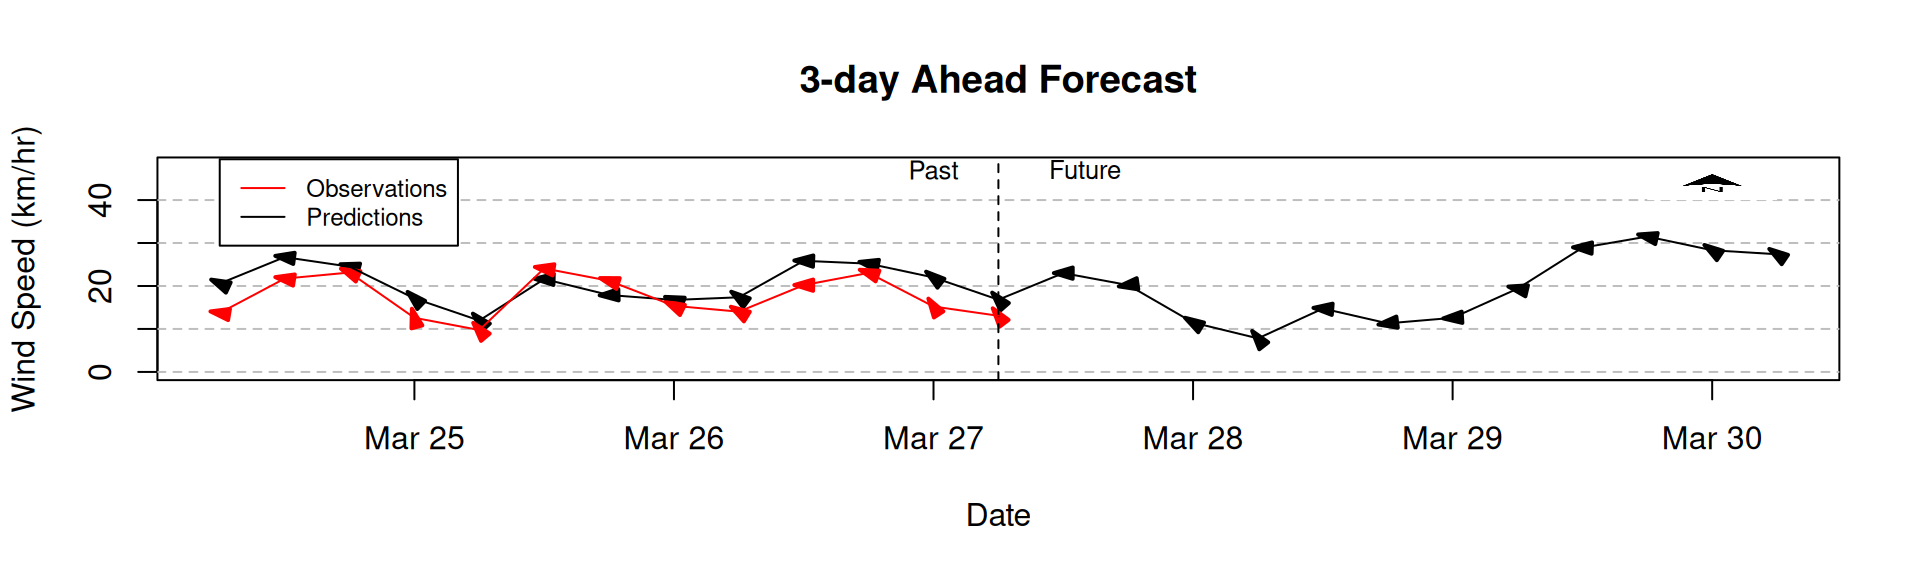 3-day Ahead Forecast
Wind Speed (km/hr)
40
20
0
Observations
Predictions
Past
Future
N
Mar 25
Mar 26
Mar 27
Mar 28
Mar 29
Mar 30
Date